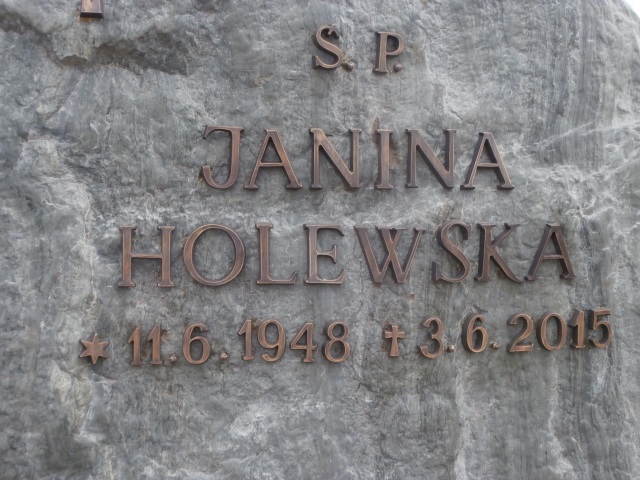 S. P.
JANINA
HOLEWSKA
* 11. 6. 1948 † 3. 6. 2015